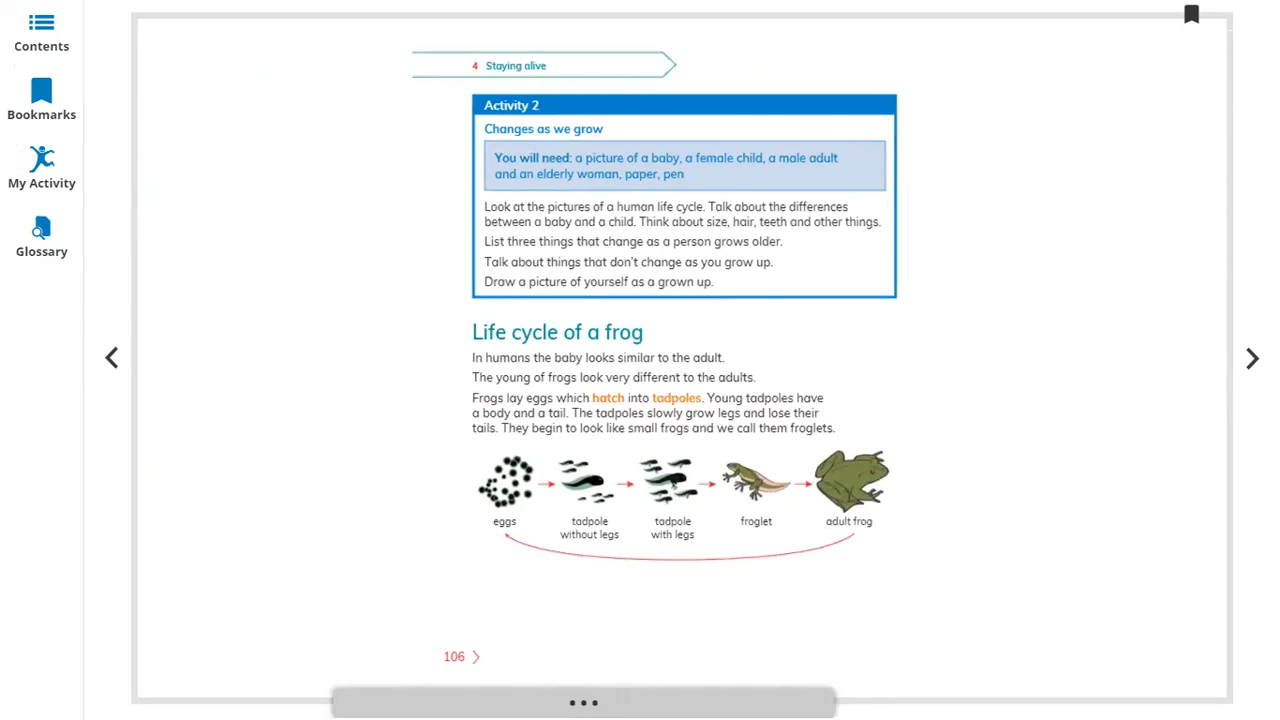 Contents
Bookmarks
My Activity
Glossary
4 Staying alive
Activity 2
Changes as we grow
You will need: a picture of a baby, a female child, a male adult
and an elderly woman, paper, pen
Look at the pictures of a human life cycle. Talk about the differences
between a baby and a child. Think about size, hair, teeth and other things.
List three things that change as a person grows older.
Talk about things that don't change as you grow up.
Draw a picture of yourself as a grown up.
Life cycle of a frog
In humans the baby looks similar to the adult.
The young of frogs look very different to the adults.
Frogs lay eggs which hatch into tadpoles. Young tadpoles have
a body and a tail. The tadpoles slowly grow legs and lose their
tails. They begin to look like small frogs and we call them froglets.
eggs
tadpole
without legs
tadpole
with legs
froglet
adult frog
106